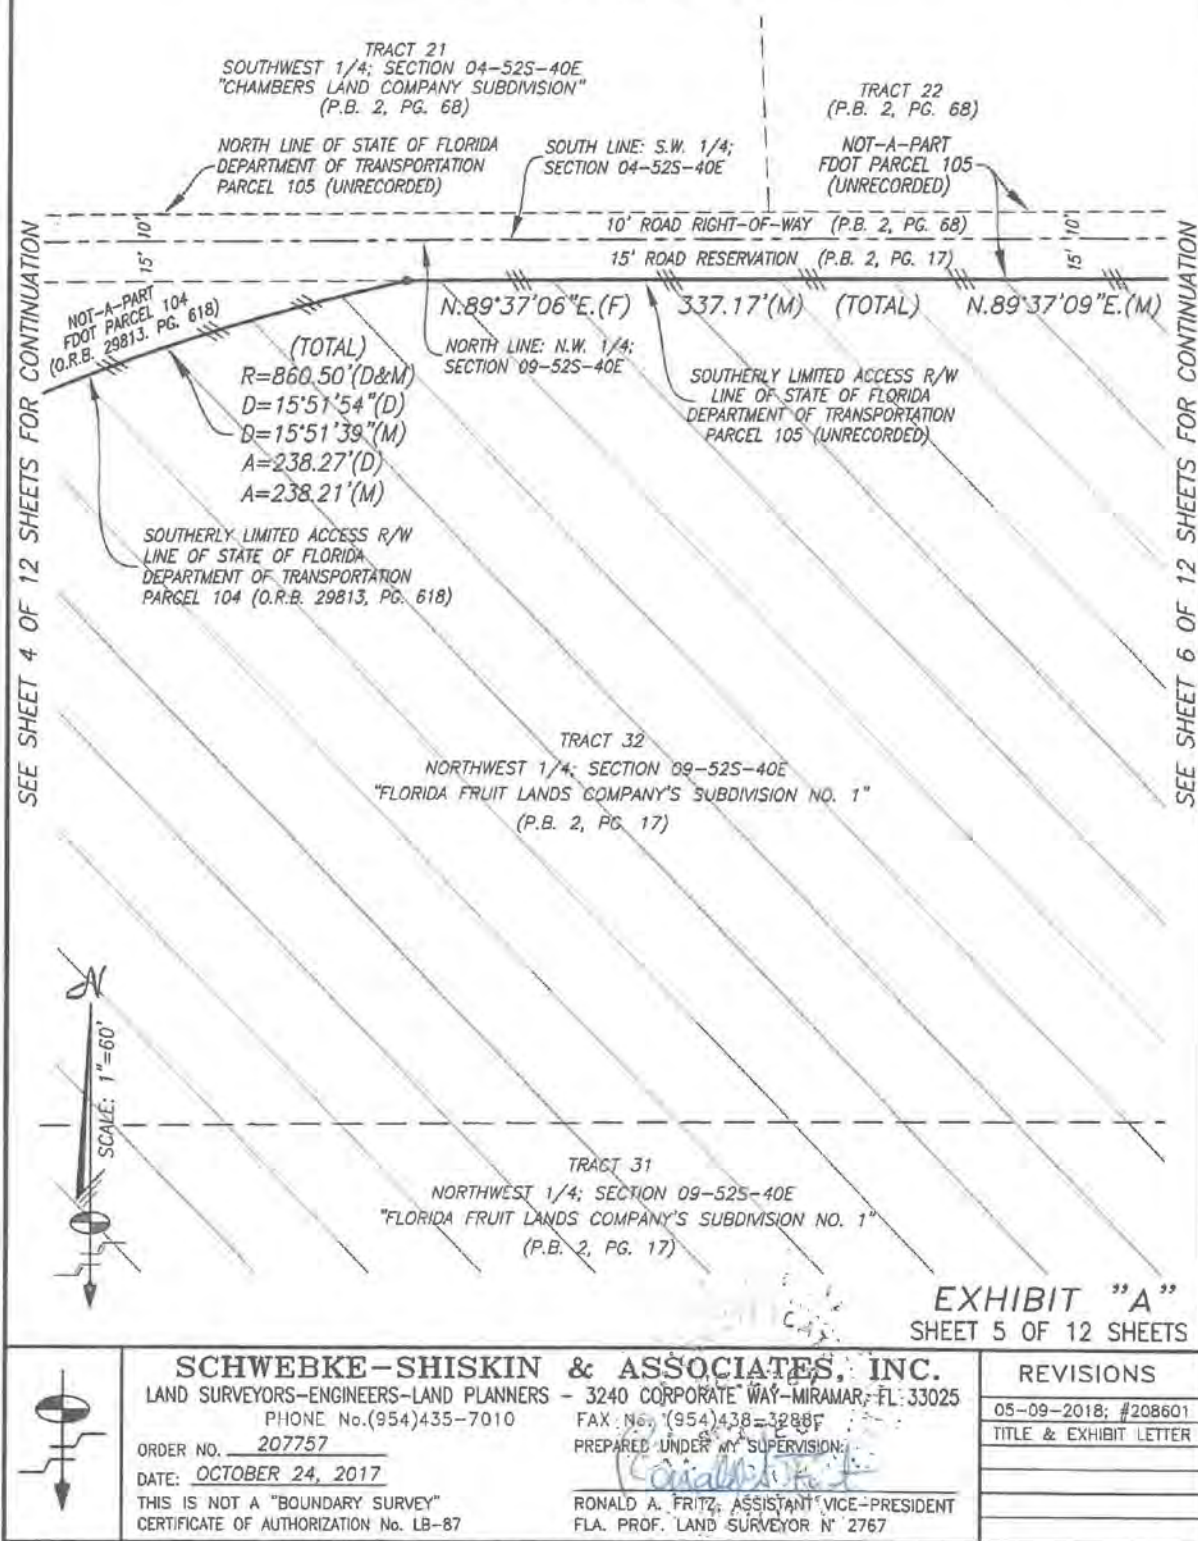 TRACT 21
SOUTHWEST 1/4; SECTION 04-52S-40E
"CHAMBERS LAND COMPANY SUBDIVISION"
(P.B. 2, PG. 68)
TRACT 22
(P.B. 2, PG. 68)
NORTH LINE OF STATE OF FLORIDA
DEPARTMENT OF TRANSPORTATION
PARCEL 105 (UNRECORDED)
SOUTH LINE: S.W. 1/4;
SECTION 04-52S-40E
NOT-A-PART
FDOT PARCEL 105
(UNRECORDED)
10'
15'
10' ROAD RIGHT-OF-WAY (P.B. 2, PG. 68)
15' ROAD RESERVATION (P.B. 2, PG. 17)
10'
15'
NOT-A-PART
FDOT PARCEL 104
(O.R.B. 29813. PG. 618)
N.89°37'06"E.(F) 337.17'(M) (TOTAL) N.89°37'09"E.(M)
NORTH LINE: N.W. 1/4;
SECTION 09-52S-40E
(TOTAL)
R=860.50'(D&M)
D=15°51'54"(D)
D=15°51'39"(M)
A=238.27'(D)
A=238.21'(M)
SOUTHERLY LIMITED ACCESS R/W
LINE OF STATE OF FLORIDA
DEPARTMENT OF TRANSPORTATION
PARCEL 105 (UNRECORDED)
SOUTHERLY LIMITED ACCESS R/W
LINE OF STATE OF FLORIDA
DEPARTMENT OF TRANSPORTATION
PARCEL 104 (O.R.B. 29813, PG. 618)
SEE SHEET 4 OF 12 SHEETS FOR CONTINUATION
SEE SHEET 6 OF 12 SHEETS FOR CONTINUATION
TRACT 32
NORTHWEST 1/4; SECTION 09-52S-40E
"FLORIDA FRUIT LANDS COMPANY'S SUBDIVISION NO. 1"
(P.B. 2, PG. 17)
N
SCALE: 1"=60'
TRACT 31
NORTHWEST 1/4; SECTION 09-52S-40E
"FLORIDA FRUIT LANDS COMPANY'S SUBDIVISION NO. 1"
(P.B. 2, PG. 17)
EXHIBIT "A"
SHEET 5 OF 12 SHEETS
SCHWEBKE-SHISKIN & ASSOCIATES, INC.
LAND SURVEYORS-ENGINEERS-LAND PLANNERS - 3240 CORPORATE WAY-MIRAMAR, FL. 33025
PHONE No.(954)435-7010 FAX No. (954)438-3288
ORDER NO. 207757
DATE: OCTOBER 24, 2017
THIS IS NOT A "BOUNDARY SURVEY"
CERTIFICATE OF AUTHORIZATION No. LB-87
PREPARED UNDER MY SUPERVISION:
RONALD A. FRITZ, ASSISTANT VICE-PRESIDENT
FLA. PROF. LAND SURVEYOR N° 2767
REVISIONS
05-09-2018; #208601
TITLE & EXHIBIT LETTER